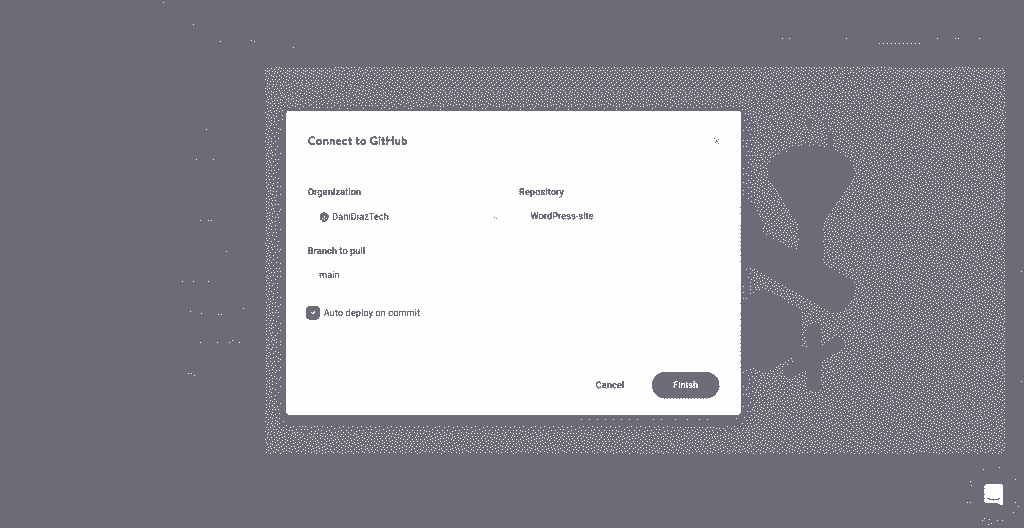 Connect to GitHub
Organization
Repository
DaniDiazTech
WordPress-site
Branch to pull
main
Auto deploy on commit
Cancel
Finish